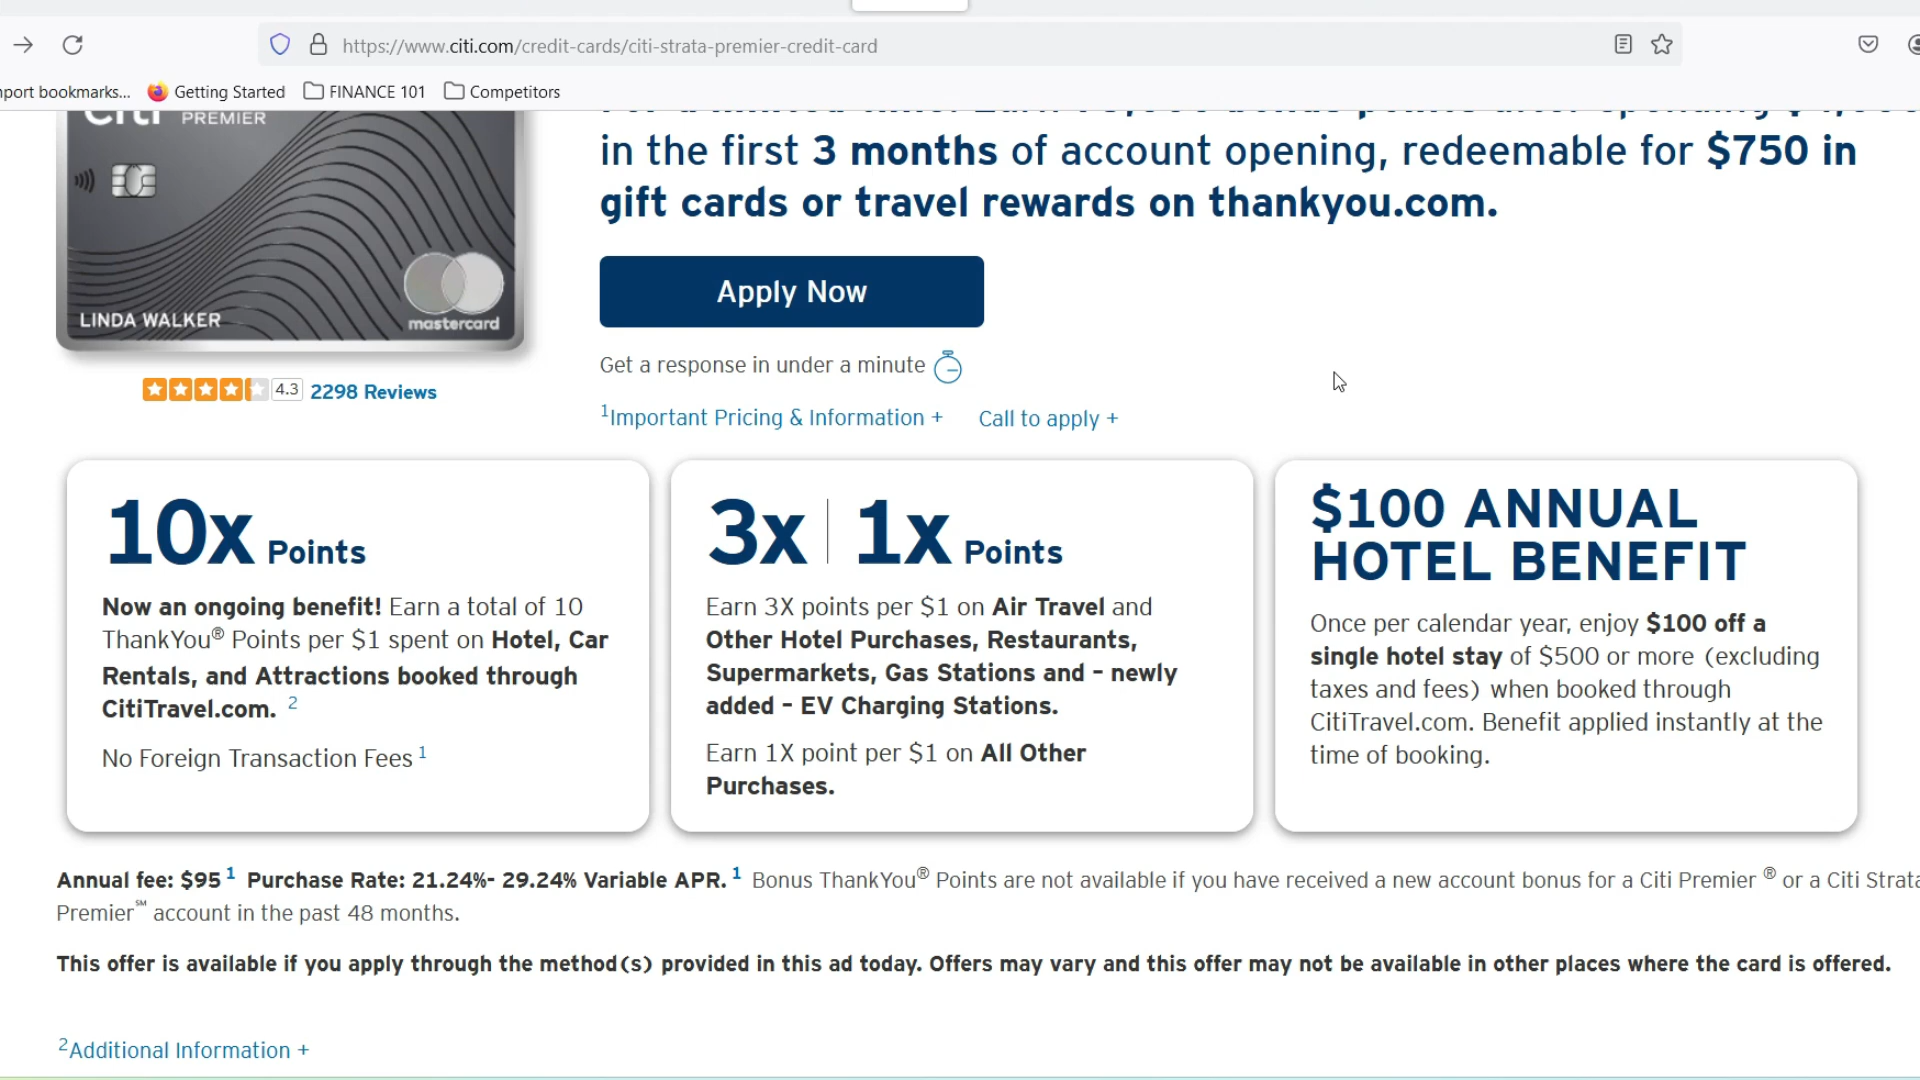 https://www.citi.com/credit-cards/citi-strata-premier-credit-card
bookmarks... Getting Started FINANCE 101 Competitors
citi PREMIER
LINDA WALKER
mastercard
4.3 2298 Reviews
in the first 3 months of account opening, redeemable for $750 in
gift cards or travel rewards on thankyou.com.
Apply Now
Get a response in under a minute
1Important Pricing & Information + Call to apply +
10x Points
Now an ongoing benefit! Earn a total of 10
ThankYou® Points per $1 spent on Hotel, Car
Rentals, and Attractions booked through
CitiTravel.com. 2
No Foreign Transaction Fees 1
3x | 1x Points
Earn 3X points per $1 on Air Travel and
Other Hotel Purchases, Restaurants,
Supermarkets, Gas Stations and – newly
added – EV Charging Stations.
Earn 1X point per $1 on All Other
Purchases.
$100 ANNUAL
HOTEL BENEFIT
Once per calendar year, enjoy $100 off a
single hotel stay of $500 or more (excluding
taxes and fees) when booked through
CitiTravel.com. Benefit applied instantly at the
time of booking.
Annual fee: $95 1 Purchase Rate: 21.24%- 29.24% Variable APR. 1 Bonus ThankYou® Points are not available if you have received a new account bonus for a Citi Premier ® or a Citi Strata
Premier℠ account in the past 48 months.
This offer is available if you apply through the method(s) provided in this ad today. Offers may vary and this offer may not be available in other places where the card is offered.
2Additional Information +